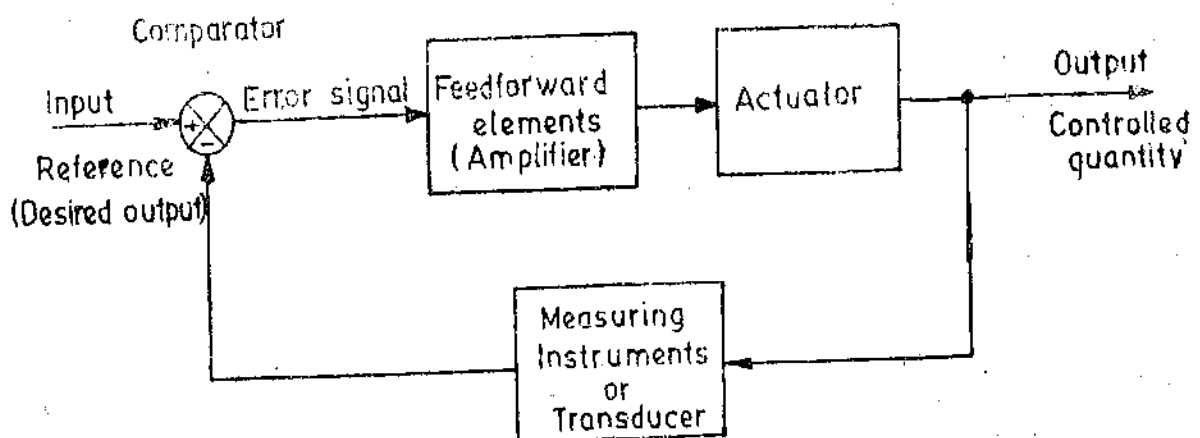 Comparator
Input
Reference
(Desired output)
+
-
Error signal
Feedforward
elements
(Amplifier)
Actuator
Output
Controlled
quantity
Measuring
Instruments
or
Transducer